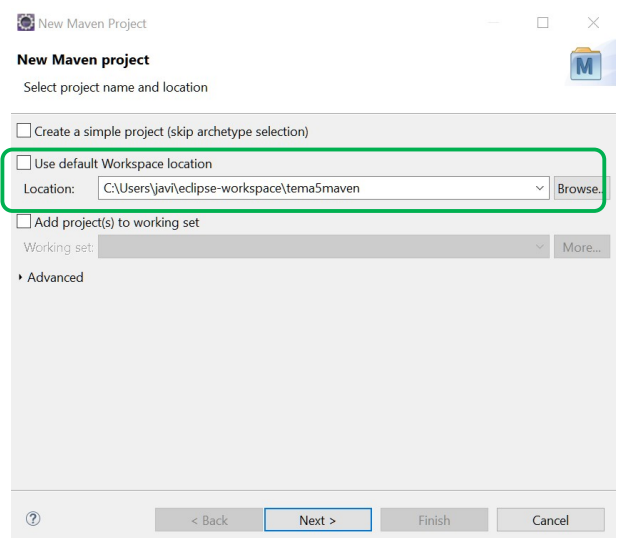 New Maven Project
New Maven project
M
Select project name and location
Create a simple project (skip archetype selection)
Use default Workspace location
Location: C:\Users\javi\eclipse-workspace\tema5maven Browse...
Add project(s) to working set
Working set: More...
Advanced
? < Back Next > Finish Cancel